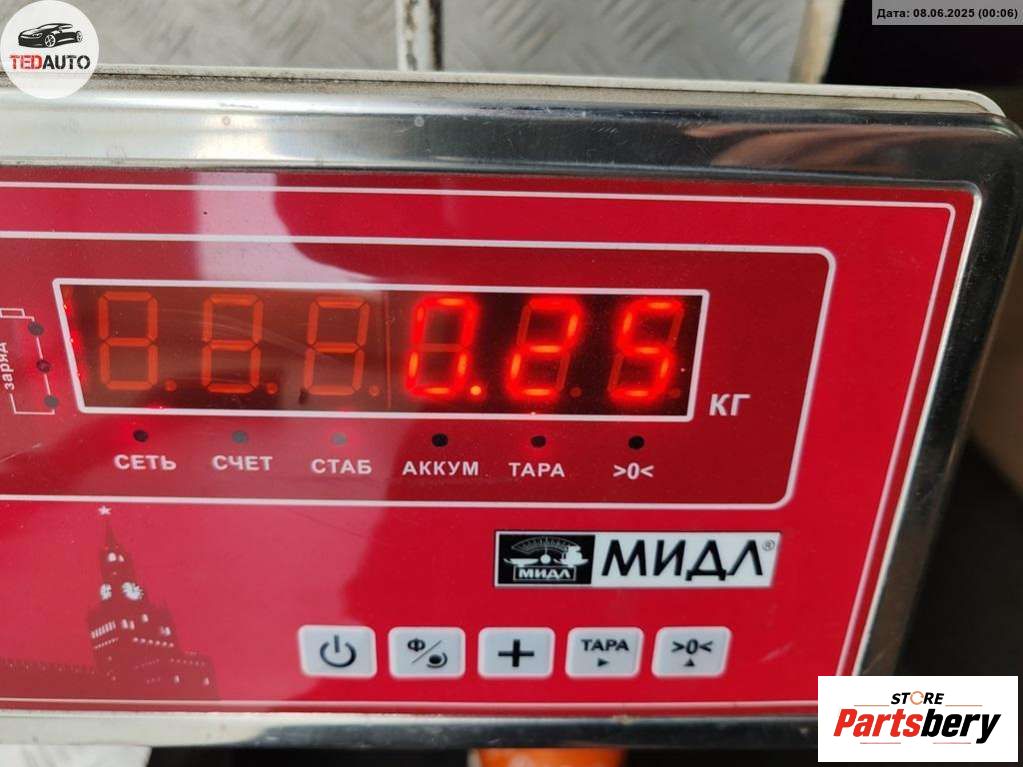 Дата: 08.06.2025 (00:06)
TEDAUTO
заряд
0.25
КГ
СЕТЬ СЧЕТ СТАБ АККУМ ТАРА >0<
МИДЛ МИДЛ®
Ф ТАРА >0<
STORE
Partsbery